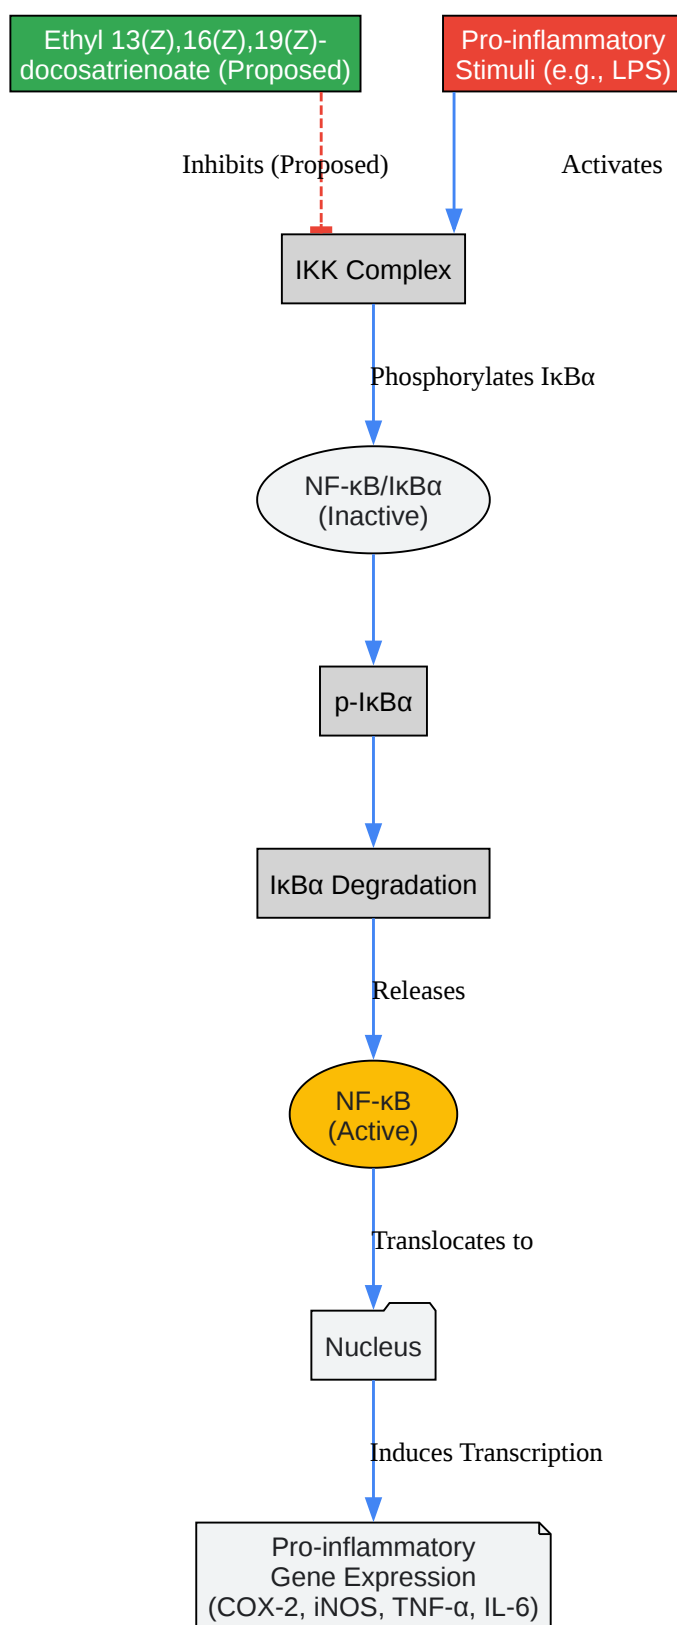 Ethyl 13(Z),16(Z),19(Z)-
docosatrienoate (Proposed)
Pro-inflammatory
Stimuli (e.g., LPS)
Inhibits (Proposed)
Activates
IKK Complex
Phosphorylates IκBα
NF-κB/IκBα
(Inactive)
p-IκBα
IκBα Degradation
Releases
NF-κB
(Active)
Translocates to
Nucleus
Induces Transcription
Pro-inflammatory
Gene Expression
(COX-2, iNOS, TNF-α, IL-6)